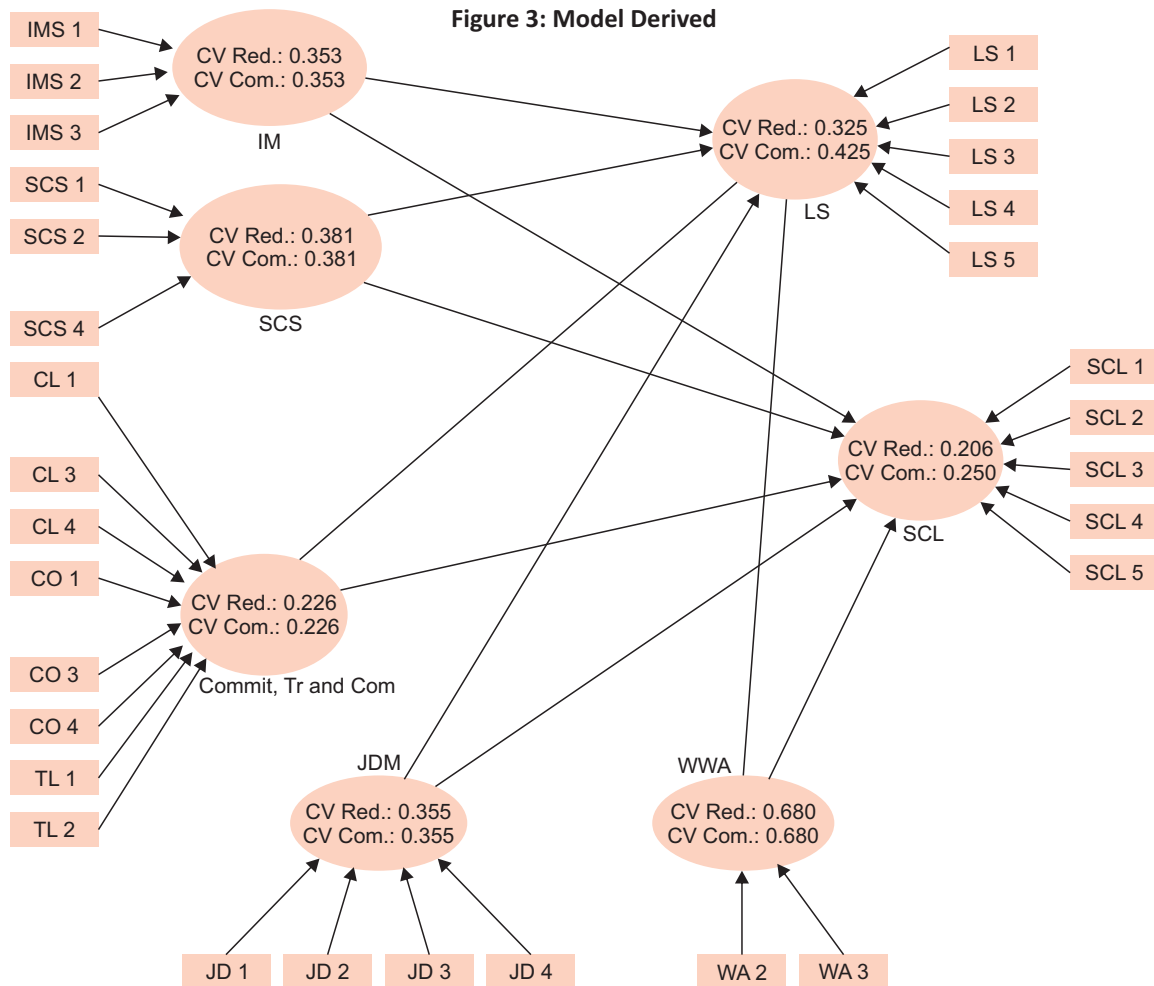 Figure 3: Model Derived
IMS 1
IMS 2
IMS 3
CV Red.: 0.353
CV Com.: 0.353
IM
SCS 1
SCS 2
SCS 4
CV Red.: 0.381
CV Com.: 0.381
SCS
LS 1
LS 2
LS 3
LS 4
LS 5
CV Red.: 0.325
CV Com.: 0.425
LS
CL 1
CL 3
CL 4
CO 1
CO 3
CO 4
TL 1
TL 2
CV Red.: 0.226
CV Com.: 0.226
Commit, Tr and Com
SCL 1
SCL 2
SCL 3
SCL 4
SCL 5
CV Red.: 0.206
CV Com.: 0.250
SCL
JDM
CV Red.: 0.355
CV Com.: 0.355
JD 1
JD 2
JD 3
JD 4
WWA
CV Red.: 0.680
CV Com.: 0.680
WA 2
WA 3